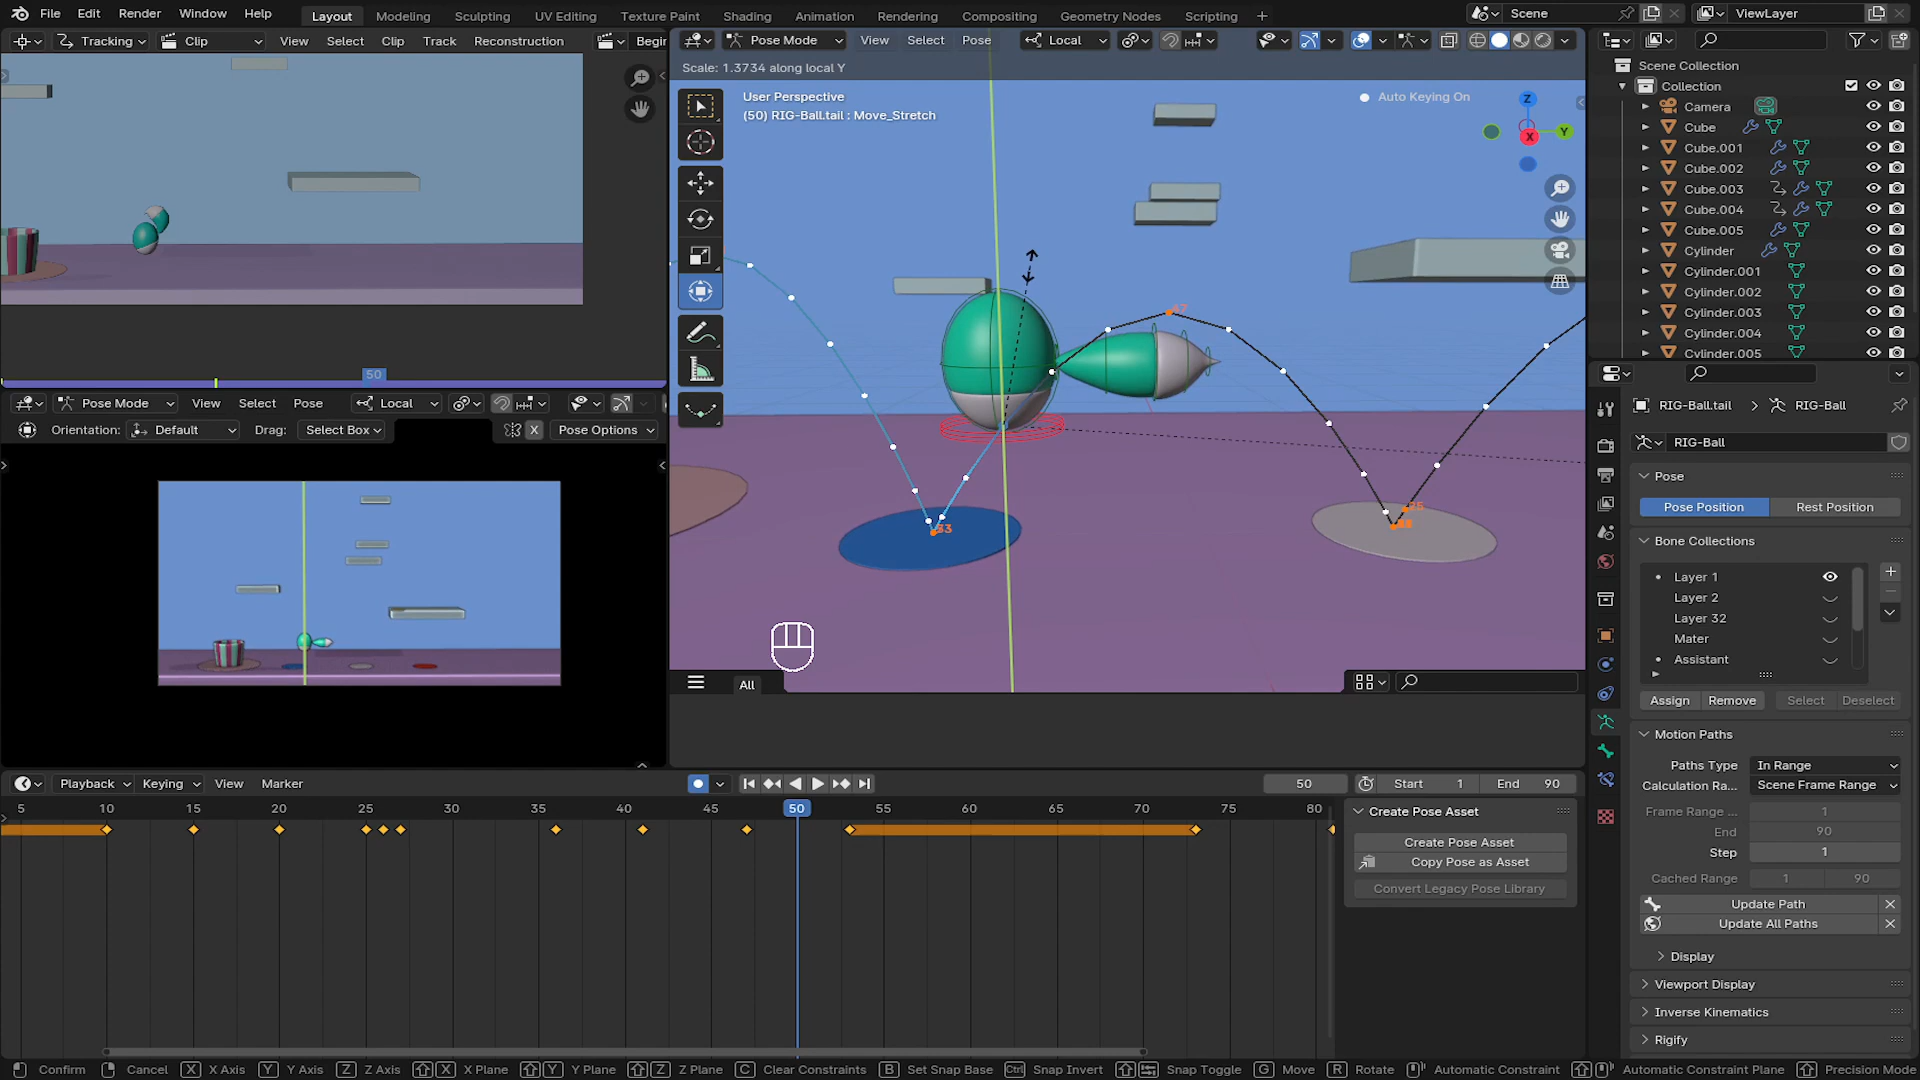 File Edit Render Window Help Layout Modeling Sculpting UV Editing Texture Paint Shading Animation Rendering Compositing Geometry Nodes Scripting Scene ViewLayer
Tracking Clip View Select Clip Track Reconstruction Begin
Pose Mode View Select Pose Local
Scale: 1.3734 along local Y
User Perspective
(50) RIG-Ball.tail : Move_Stretch
Auto Keying On
Z
Y
X
47
33
50
All
Pose Mode View Select Pose Local
Orientation: Default Drag: Select Box X Pose Options
Scene Collection
Collection
Camera
Cube
Cube.001
Cube.002
Cube.003
Cube.004
Cube.005
Cylinder
Cylinder.001
Cylinder.002
Cylinder.003
Cylinder.004
Cylinder.005
RIG-Ball.tail RIG-Ball
RIG-Ball
Pose
Pose Position Rest Position
Bone Collections
Layer 1
Layer 2
Layer 32
Mater
Assistant
Assign Remove Select Deselect
Motion Paths
Paths Type In Range
Calculation Ra... Scene Frame Range
Frame Range ... 1
End 90
Step 1
Cached Range 1 90
Update Path
Update All Paths
Display
Viewport Display
Inverse Kinematics
Rigify
Playback Keying View Marker 50 Start 1 End 90
5 10 15 20 25 30 35 40 45 50 55 60 65 70 75 80
Create Pose Asset
Create Pose Asset
Copy Pose as Asset
Convert Legacy Pose Library
Confirm Cancel X X Axis Y Y Axis Z Z Axis X X Plane Y Y Plane Z Z Plane C Clear Constraints B Set Snap Base Ctrl Snap Invert Snap Toggle G Move R Rotate Automatic Constraint Automatic Constraint Plane Precision Mode